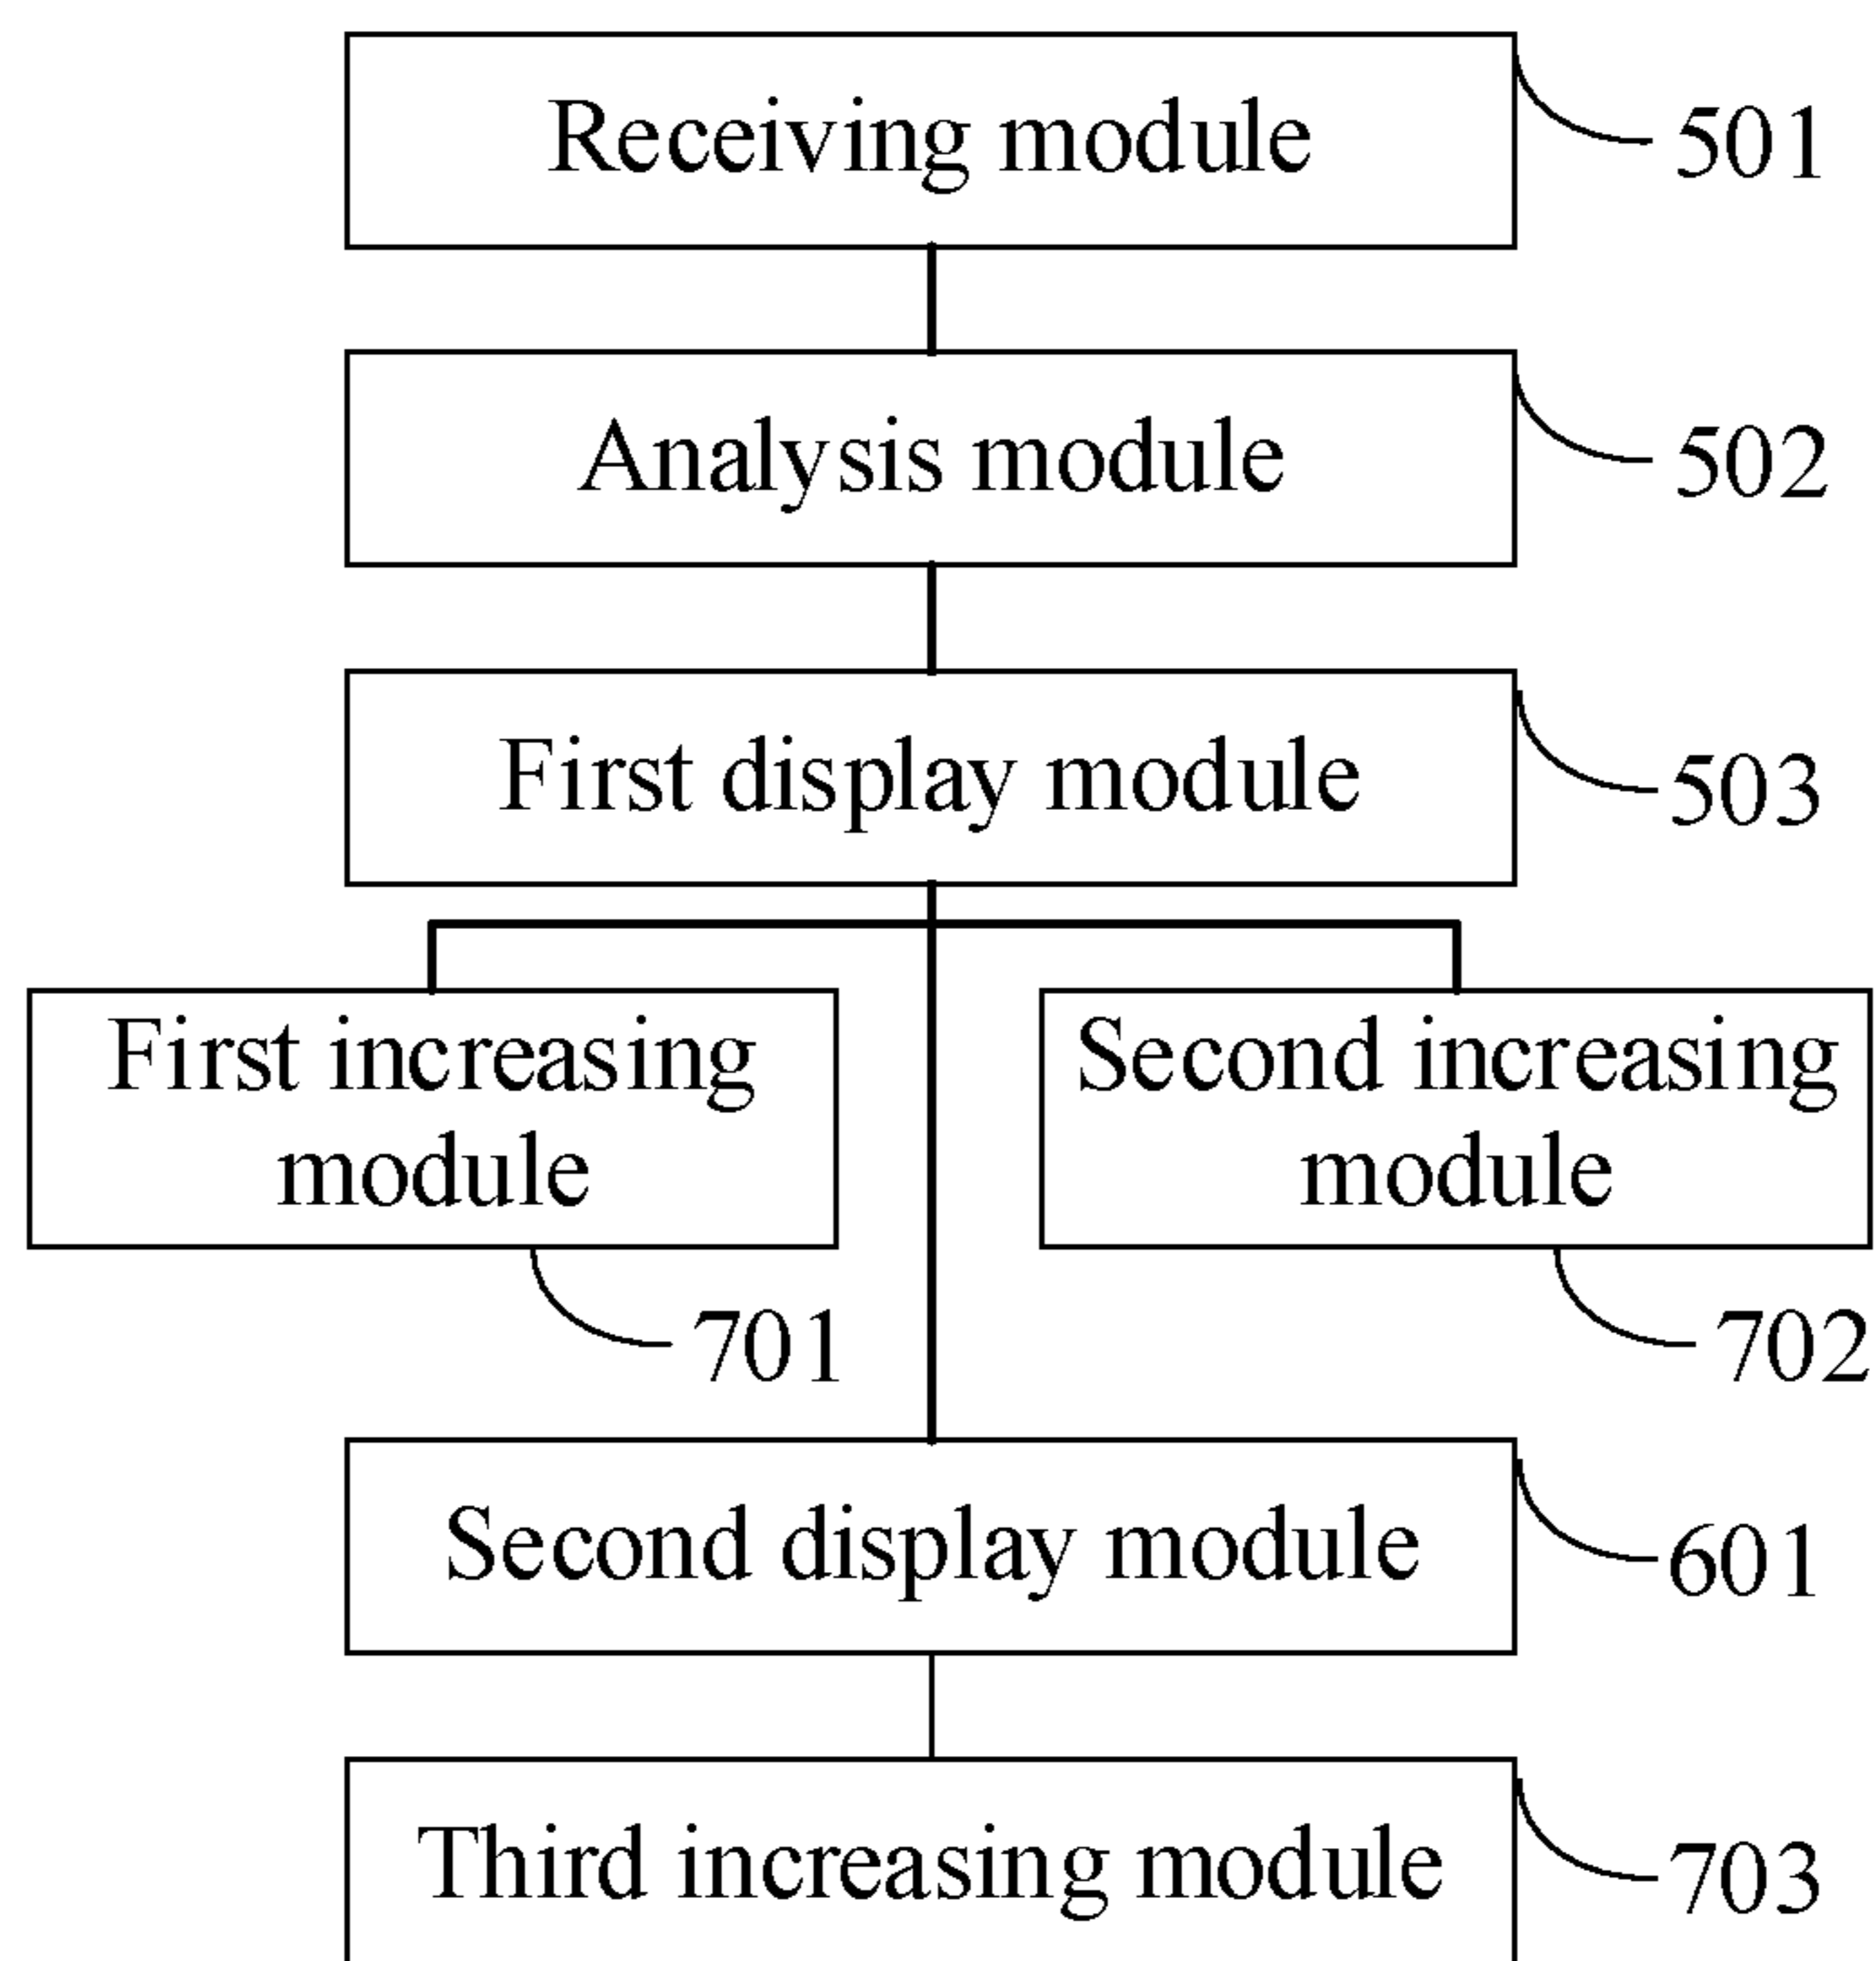 Receiving module
501
Analysis module
502
First display module
503
First increasing
module
701
Second increasing
module
702
Second display module
601
Third increasing module
703